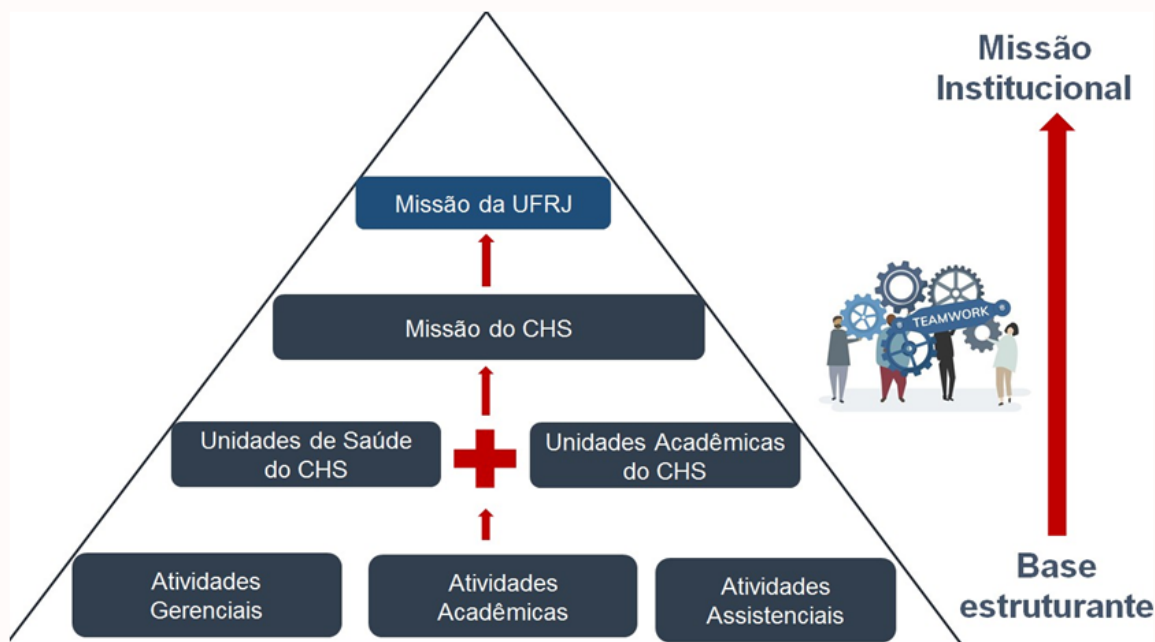 Missão
Institucional
Missão da UFRJ
Missão do CHS
TEAMWORK
Unidades de Saúde
do CHS
Unidades Acadêmicas
do CHS
Atividades
Gerenciais
Atividades
Acadêmicas
Atividades
Assistenciais
Base
estruturante